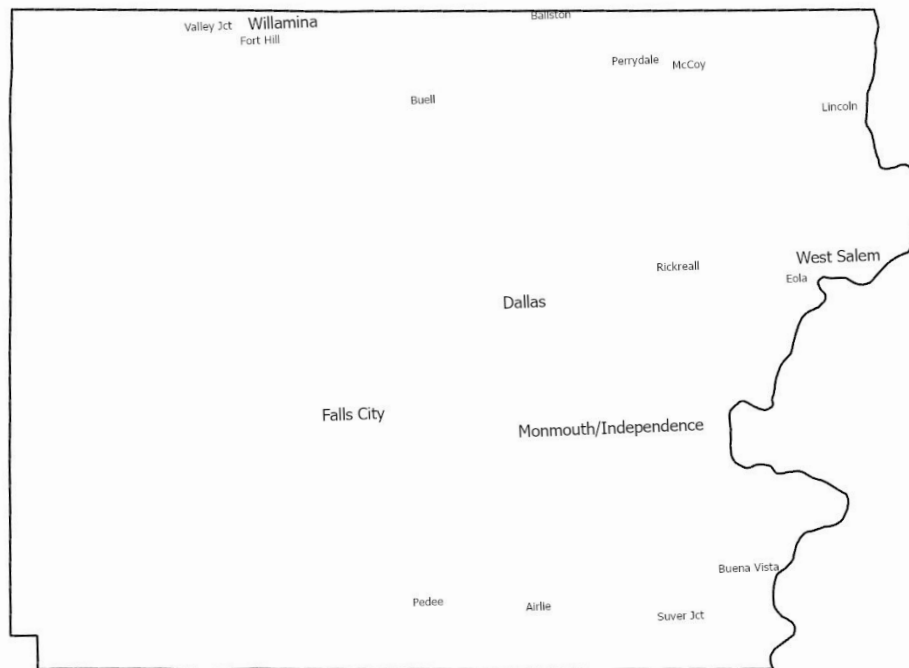 Ballston
Valley Jct
Willamina
Fort Hill
Perrydale
McCoy
Buell
Lincoln
West Salem
Rickreall
Eola
Dallas
Falls City
Monmouth/Independence
Buena Vista
Pedee
Airlie
Suver Jct